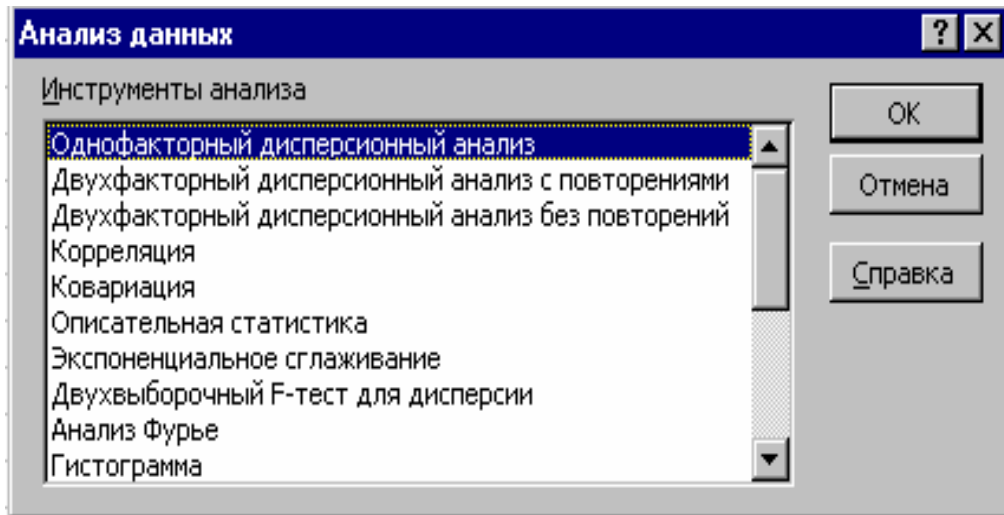 Анализ данных
Инструменты анализа
Однофакторный дисперсионный анализ
Двухфакторный дисперсионный анализ с повторениями
Двухфакторный дисперсионный анализ без повторений
Корреляция
Ковариация
Описательная статистика
Экспоненциальное сглаживание
Двухвыборочный F-тест для дисперсии
Анализ Фурье
Гистограмма
OK
Отмена
Справка